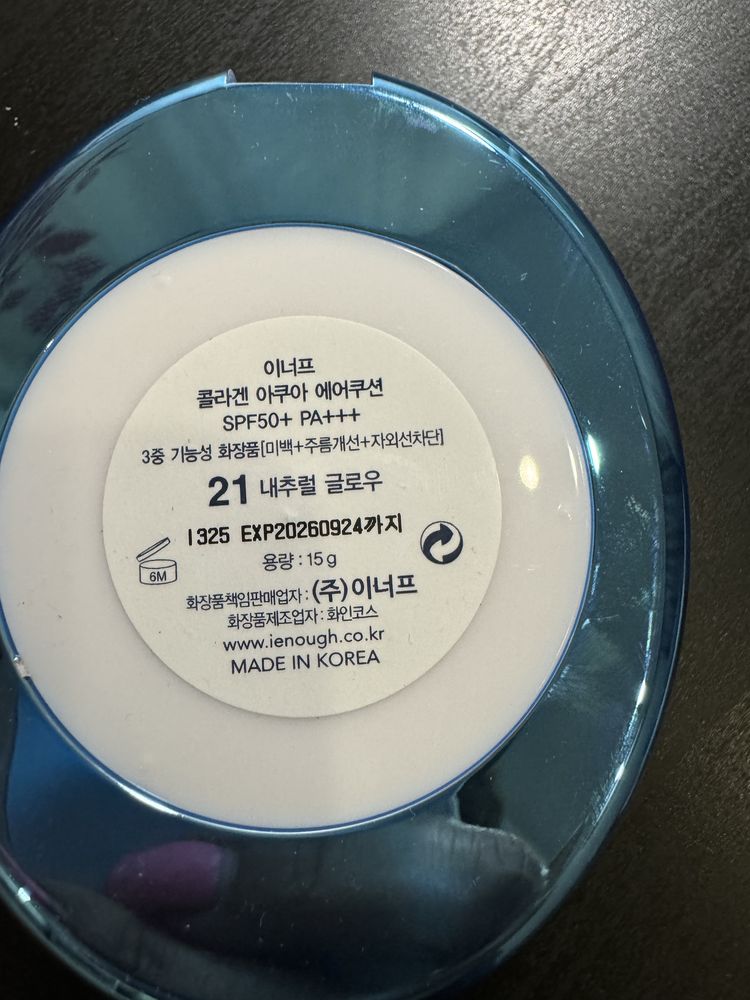 이너프
콜라겐 아쿠아 에어쿠션
SPF50+ PA+++
3중 기능성 화장품[미백+주름개선+자외선차단]
21 내추럴 글로우
I325 EXP20260924까지
6M
용량 : 15g
화장품책임판매업자 : (주)이너프
화장품제조업자 : 화인코스
www.ienough.co.kr
MADE IN KOREA